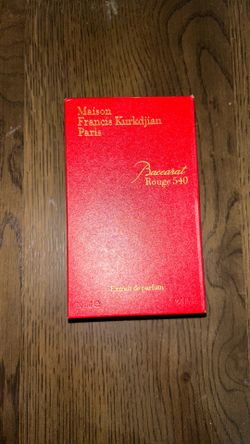 Maison
Francis Kurkdjian
Paris
Baccarat
Rouge 540
Extrait de parfum